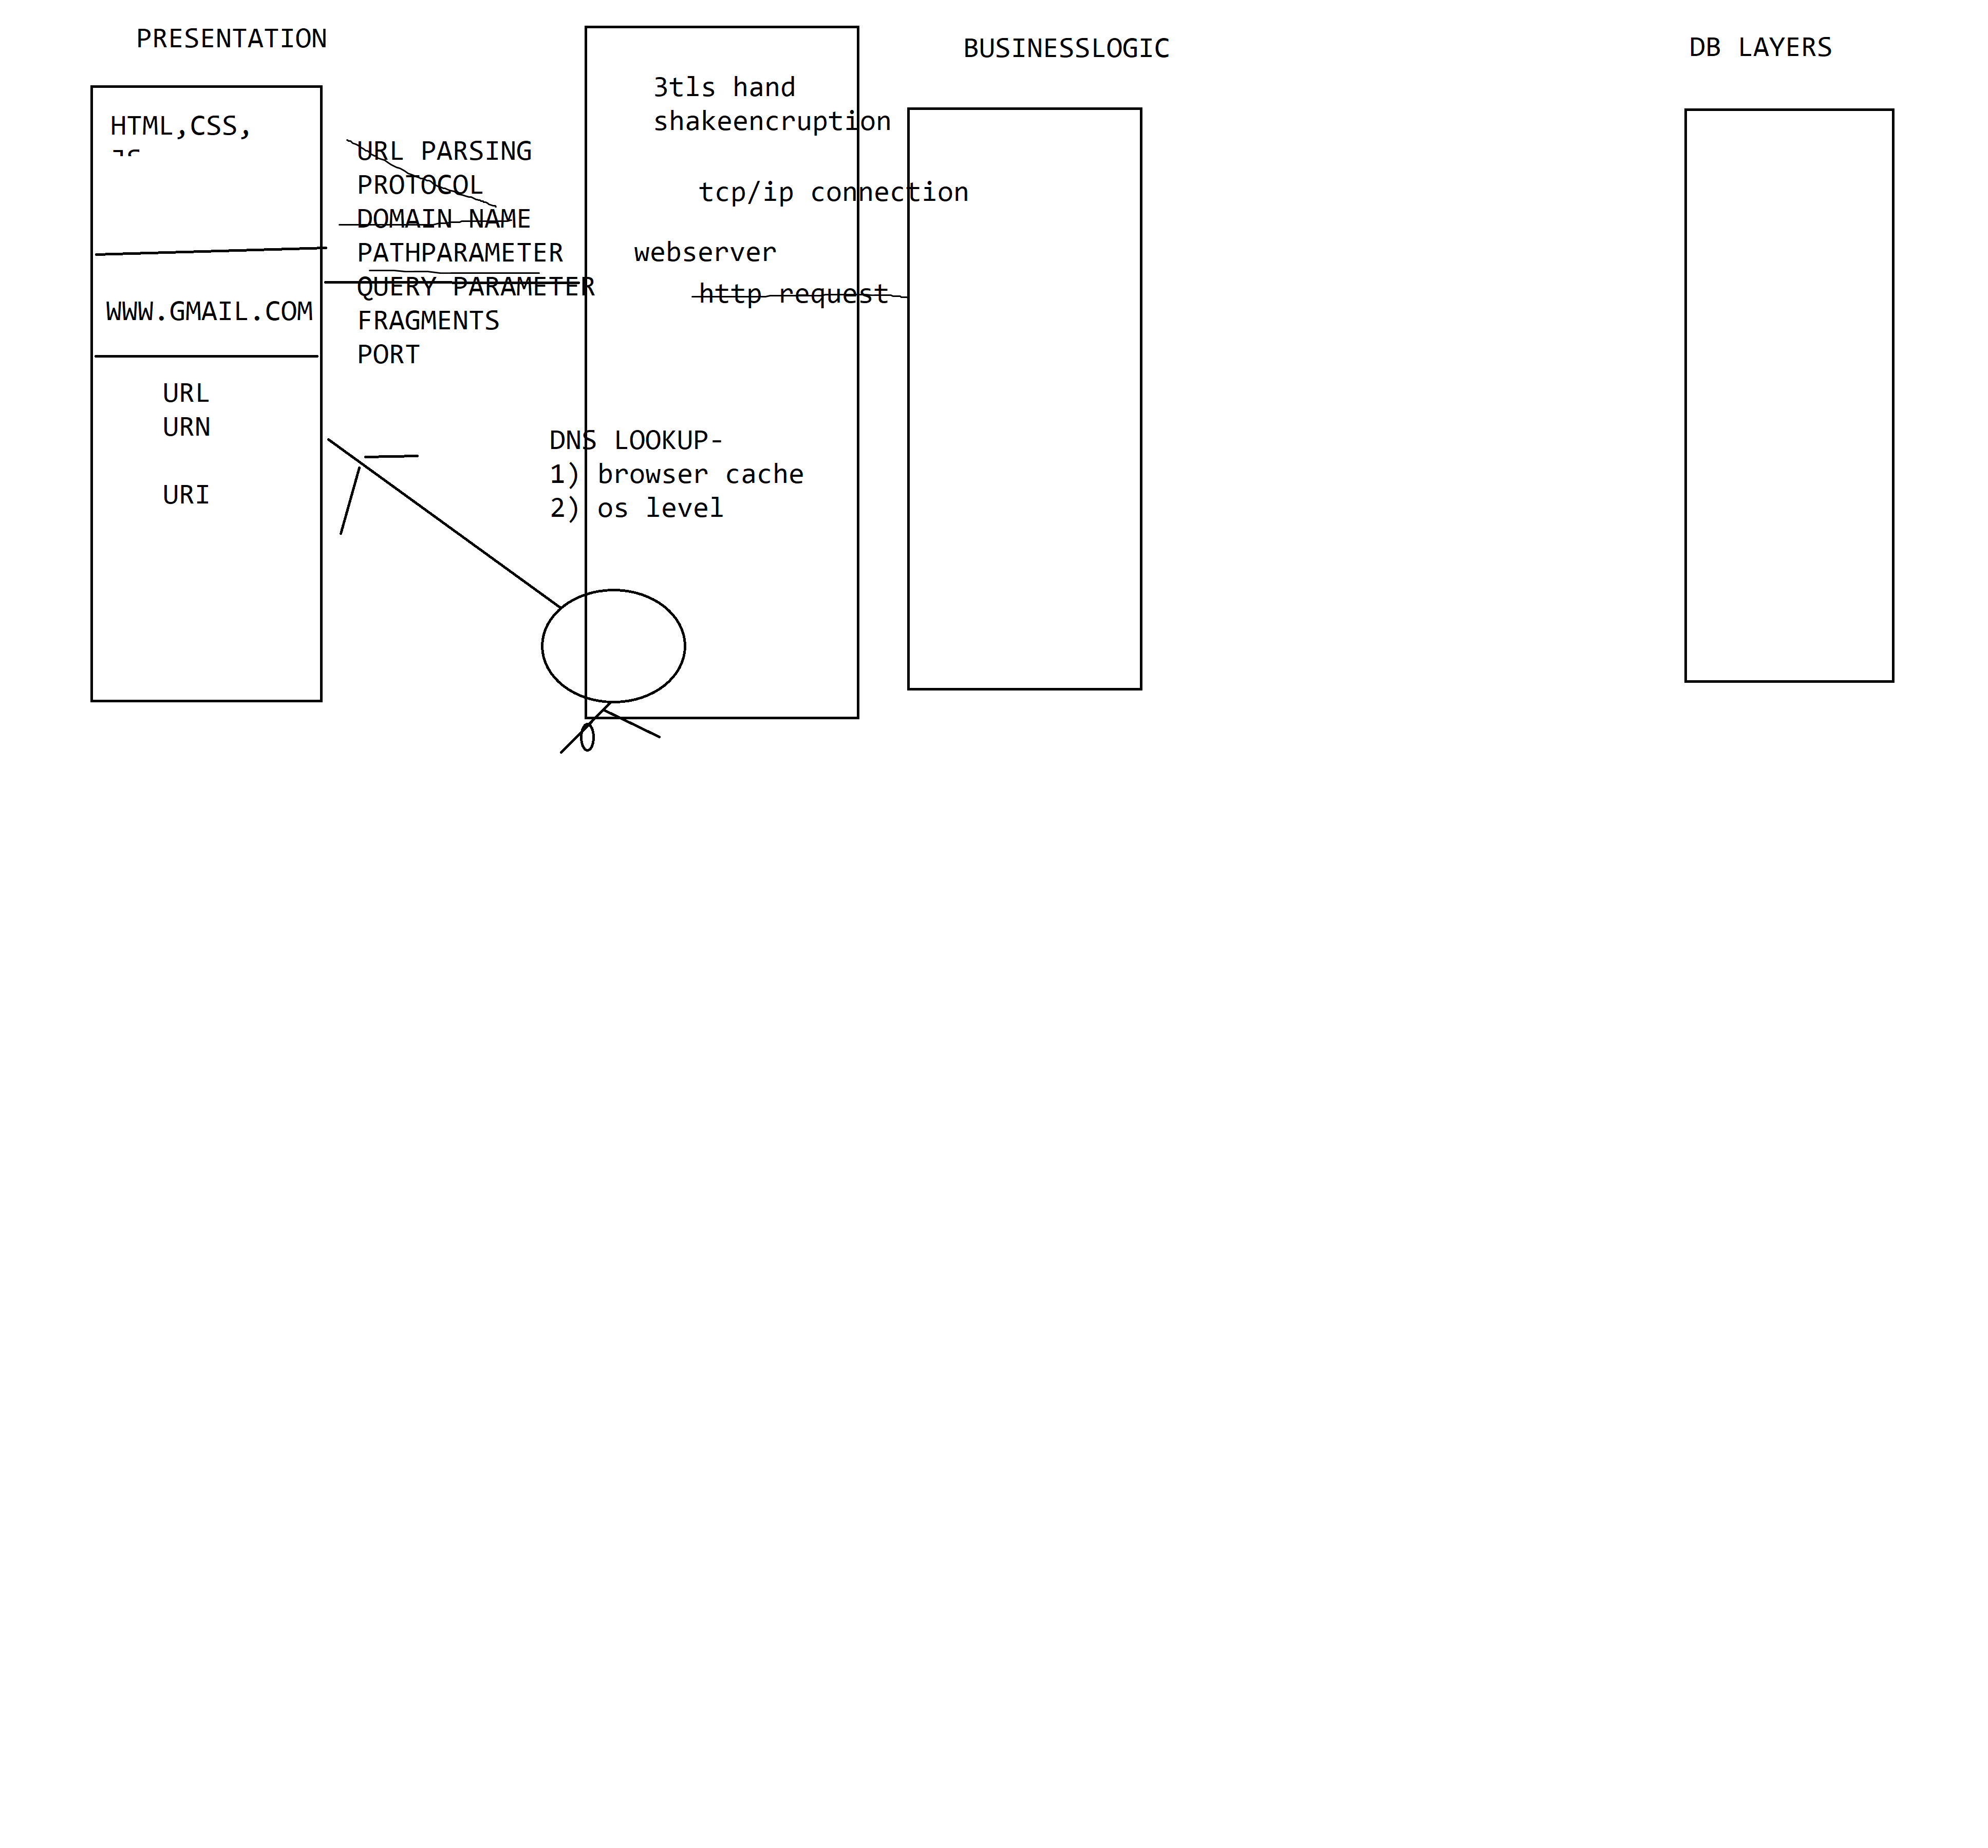 PRESENTATION
HTML,CSS,
WWW.GMAIL.COM
URL
URN
URI
URL PARSING
PROTOCOL
DOMAIN NAME
PATHPARAMETER
QUERY PARAMETER
FRAGMENTS
PORT
3tls hand
shakeencruption
tcp/ip connection
webserver
http request
DNS LOOKUP-
1) browser cache
2) os level
BUSINESSLOGIC
DB LAYERS